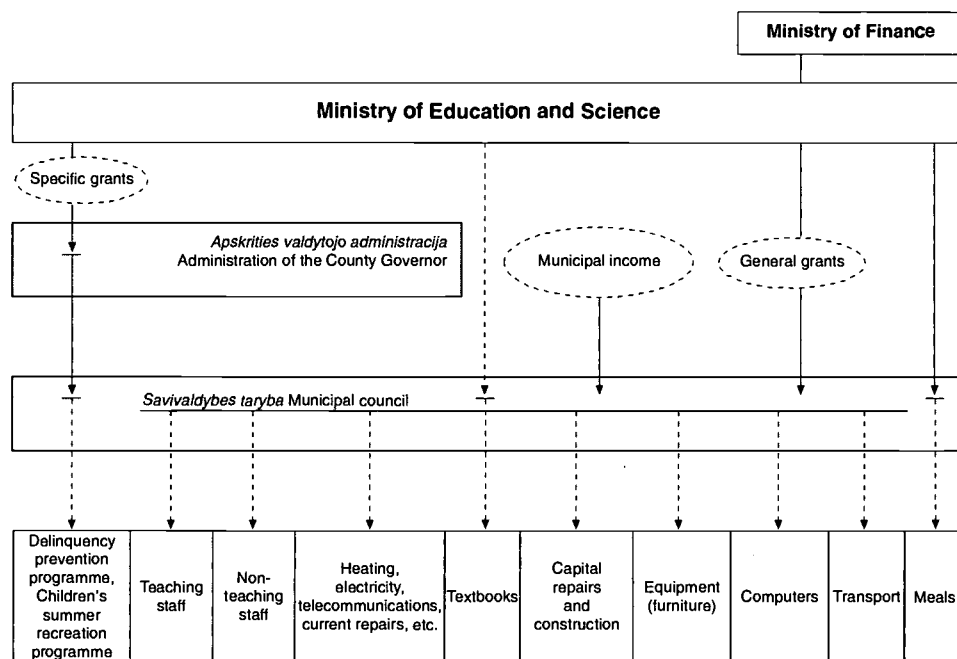 Ministry of Finance
Ministry of Education and Science
Specific grants
Apskrities valdytojo administracija
Administration of the County Governor
Municipal income
General grants
Savivaldybes taryba Municipal council
Delinquency
prevention
programme,
Children's
summer
recreation
programme
Teaching
staff
Non-
teaching
staff
Heating,
electricity,
telecommunications,
current repairs, etc.
Textbooks
Capital
repairs
and
construction
Equipment
(furniture)
Computers
Transport
Meals